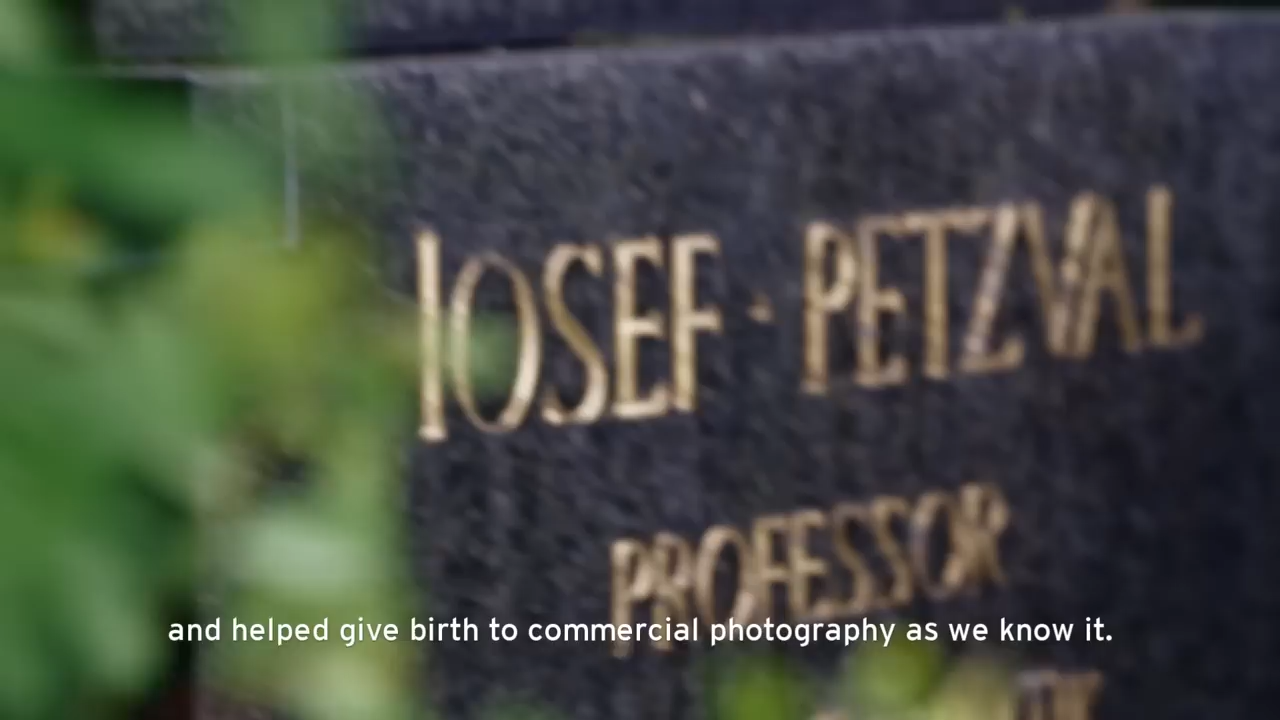 IOSEF · PETZVAL
PROFESSOR
and helped give birth to commercial photography as we know it.